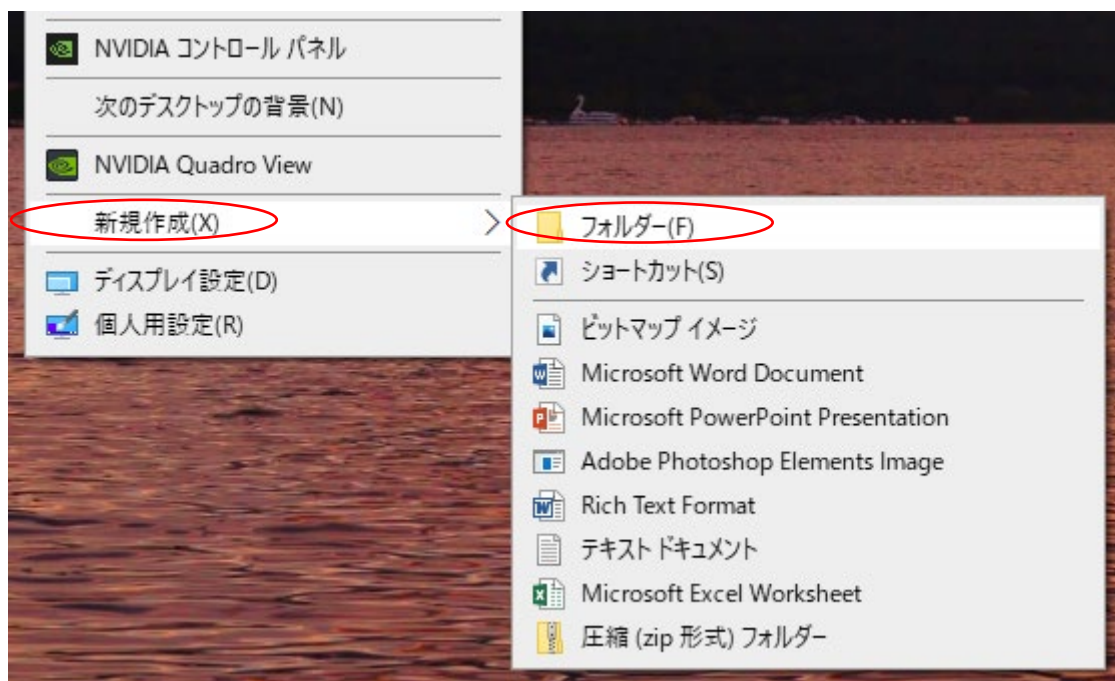 NVIDIA コントロール パネル
次のデスクトップの背景(N)
NVIDIA Quadro View
新規作成(X)
ディスプレイ設定(D)
個人用設定(R)
フォルダー(F)
ショートカット(S)
ビットマップ イメージ
Microsoft Word Document
Microsoft PowerPoint Presentation
Adobe Photoshop Elements Image
Rich Text Format
テキスト ドキュメント
Microsoft Excel Worksheet
圧縮 (zip 形式) フォルダー